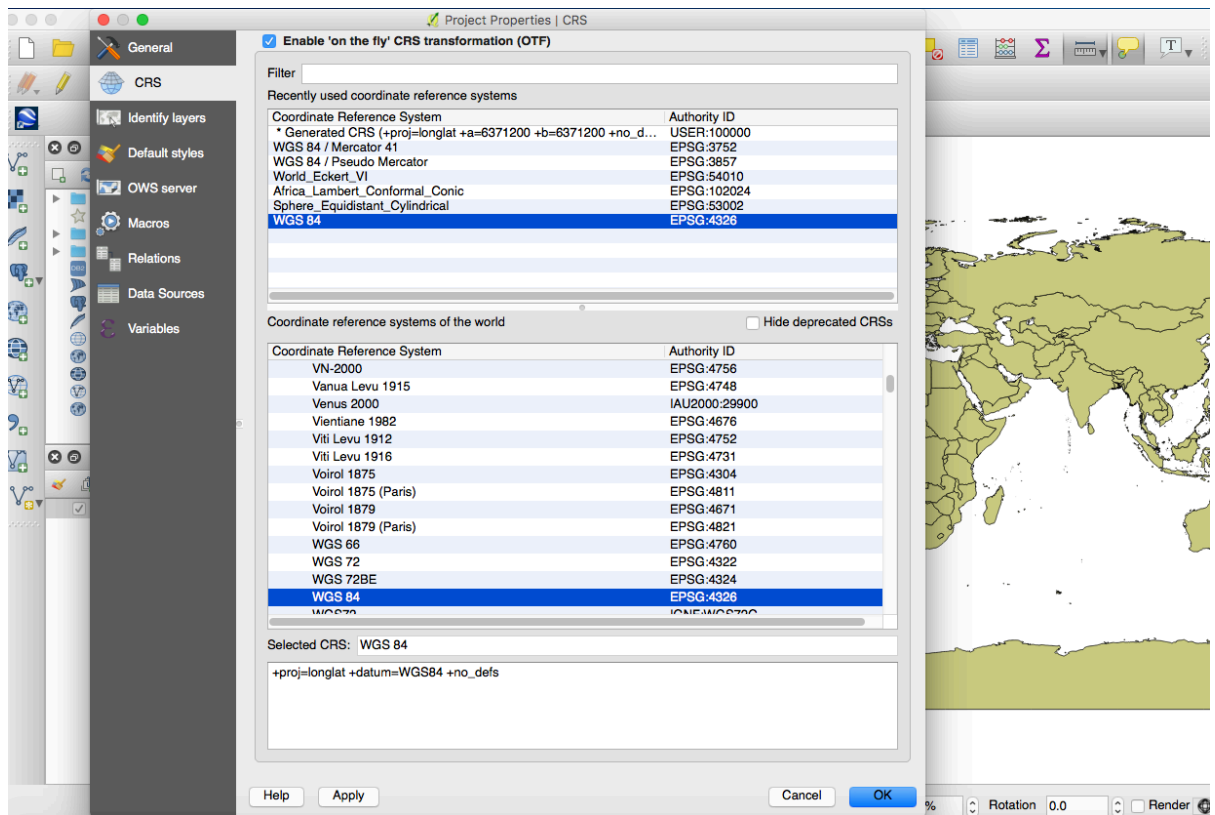 Project Properties | CRS
General
CRS
Identify layers
Default styles
OWS server
Macros
Relations
Data Sources
Variables
Enable 'on the fly' CRS transformation (OTF)
Filter
Recently used coordinate reference systems
Coordinate Reference System Authority ID
* Generated CRS (+proj=longlat +a=6371200 +b=6371200 +no_d... USER:100000
WGS 84 / Mercator 41 EPSG:3752
WGS 84 / Pseudo Mercator EPSG:3857
World_Eckert_VI EPSG:54010
Africa_Lambert_Conformal_Conic EPSG:102024
Sphere_Equidistant_Cylindrical EPSG:53002
WGS 84 EPSG:4326
Coordinate reference systems of the world Hide deprecated CRSs
Coordinate Reference System Authority ID
VN-2000 EPSG:4756
Vanua Levu 1915 EPSG:4748
Venus 2000 IAU2000:29900
Vientiane 1982 EPSG:4676
Viti Levu 1912 EPSG:4752
Viti Levu 1916 EPSG:4731
Voirol 1875 EPSG:4304
Voirol 1875 (Paris) EPSG:4811
Voirol 1879 EPSG:4671
Voirol 1879 (Paris) EPSG:4821
WGS 66 EPSG:4760
WGS 72 EPSG:4322
WGS 72BE EPSG:4324
WGS 84 EPSG:4326
Selected CRS: WGS 84
+proj=longlat +datum=WGS84 +no_defs
Help Apply Cancel OK
% Rotation 0.0 Render